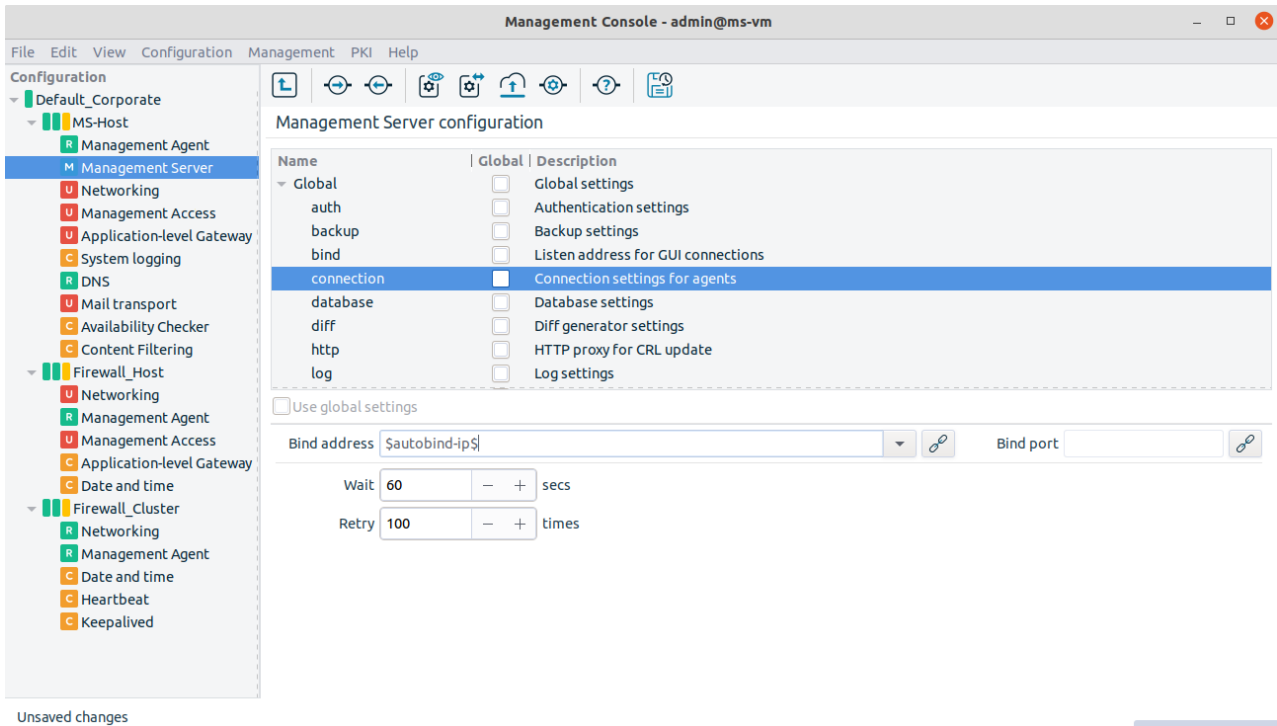 Management Console - admin@ms-vm
File Edit View Configuration Management PKI Help
Configuration
Default_Corporate
MS-Host
R Management Agent
M Management Server
U Networking
U Management Access
U Application-level Gateway
C System logging
R DNS
U Mail transport
C Availability Checker
C Content Filtering
Firewall_Host
U Networking
R Management Agent
U Management Access
C Application-level Gateway
C Date and time
Firewall_Cluster
R Networking
R Management Agent
C Date and time
C Heartbeat
C Keepalived
Management Server configuration
Name Global Description
Global Global settings
auth Authentication settings
backup Backup settings
bind Listen address for GUI connections
connection Connection settings for agents
database Database settings
diff Diff generator settings
http HTTP proxy for CRL update
log Log settings
Use global settings
Bind address $autobind-ip$ Bind port
Wait 60 secs
Retry 100 times
Unsaved changes